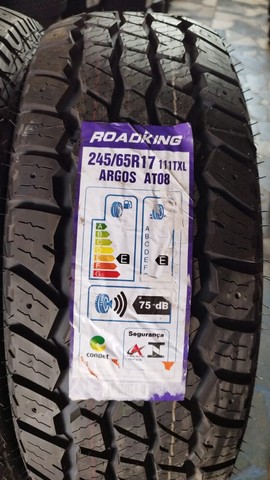 ROADKING
245/65R17 111TXL
ARGOS AT08
A
B
C
D
E
F
E
A
B
C
D
E
F
E
75 dB
Segurança
conpet